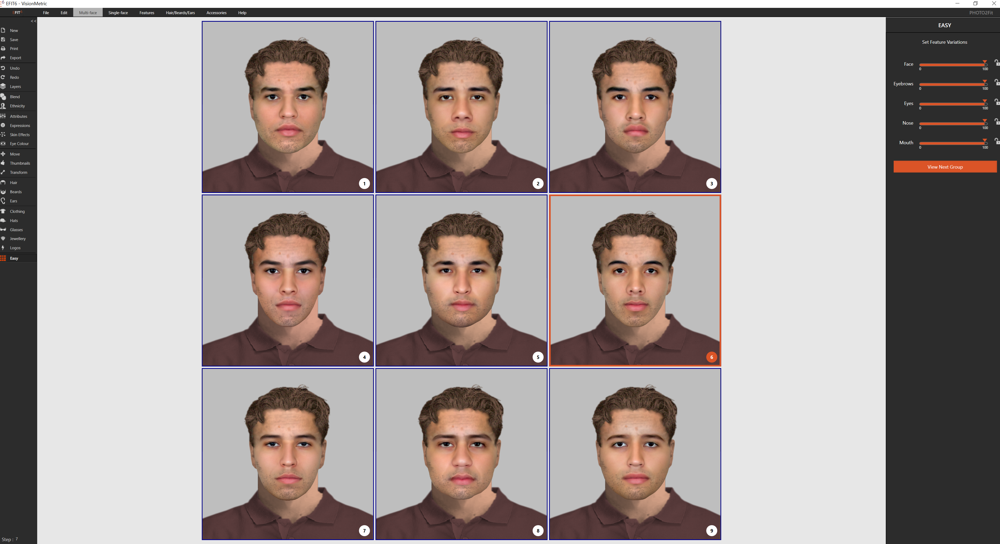 6 EFIT6 - VisionMetric
EFIT6 File Edit Multi-face Single-face Features Hair/Beards/Ears Accessories Help PHOTO2Fit
<<
New
Save
Print
Export
Undo
Redo
Layers
Blend
Ethnicity
Attributes
Expressions
Skin Effects
Eye Colour
Move
Thumbnails
Transform
Hair
Beards
Ears
Clothing
Hats
Glasses
Jewellery
Logos
Easy
Step : 7
1
2
3
4
5
6
7
8
9
EASY
Set Feature Variations
Face
0 100
Eyebrows
0 100
Eyes
0 100
Nose
0 100
Mouth
0 100
View Next Group